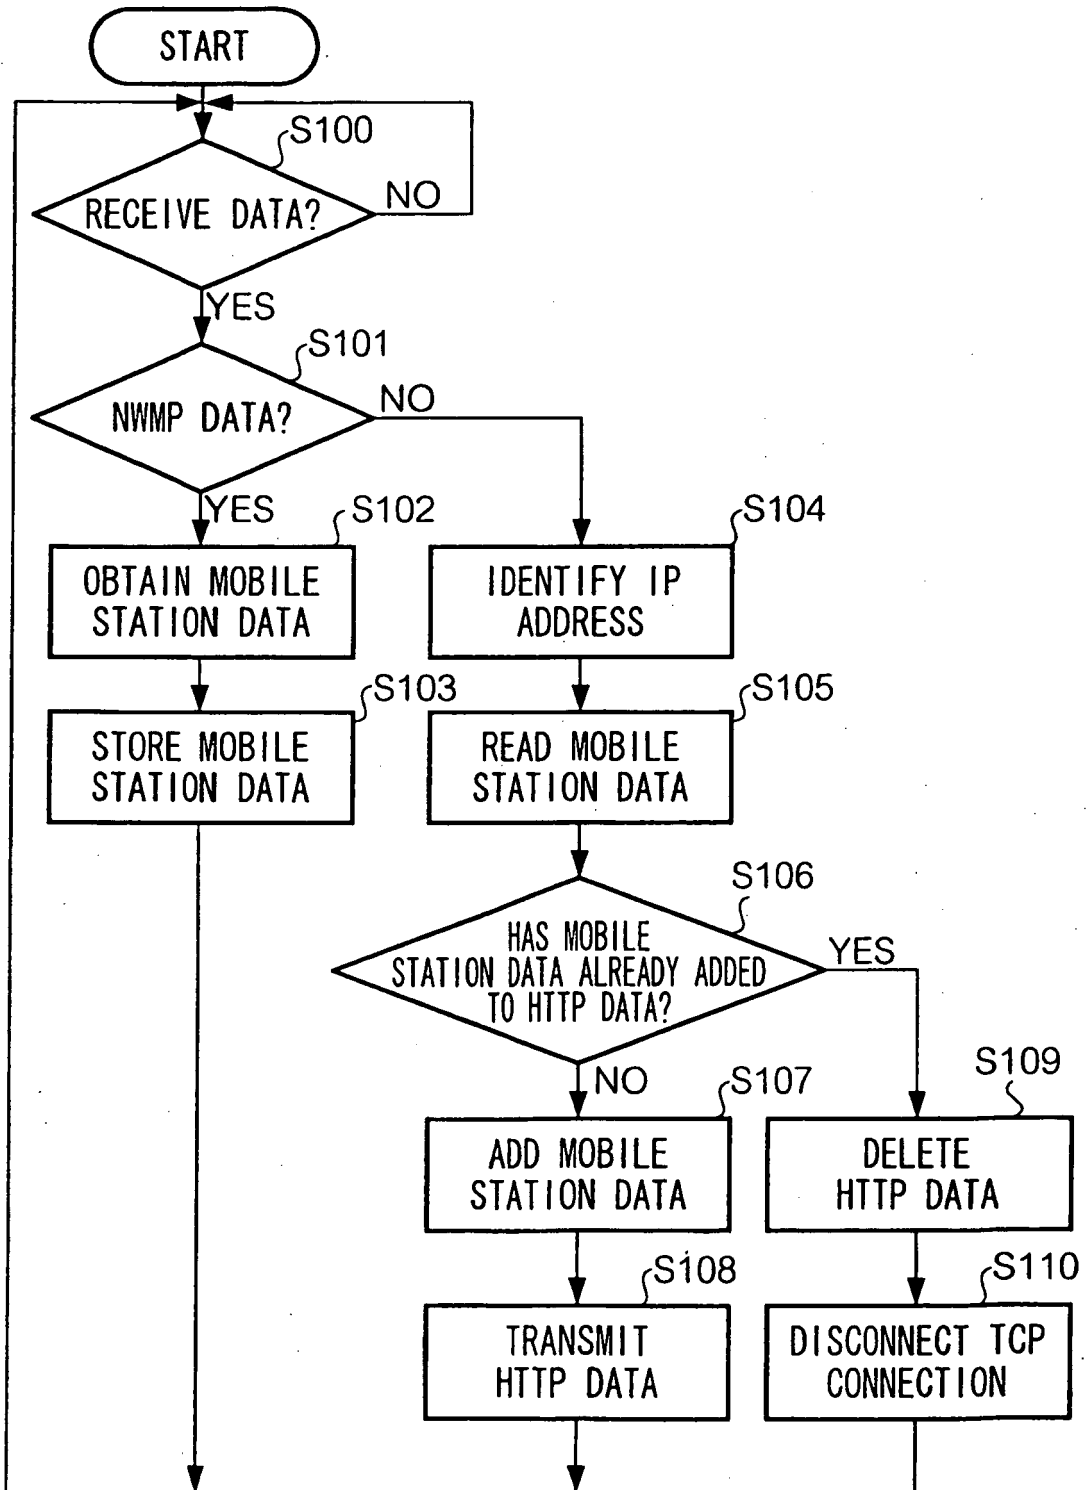 START
S100
RECEIVE DATA?
NO
YES
S101
NWMP DATA?
NO
YES
S102
S104
OBTAIN MOBILE
STATION DATA
IDENTIFY IP
ADDRESS
S103
S105
STORE MOBILE
STATION DATA
READ MOBILE
STATION DATA
S106
HAS MOBILE
STATION DATA ALREADY ADDED
TO HTTP DATA?
YES
NO
S107
S109
ADD MOBILE
STATION DATA
DELETE
HTTP DATA
S108
S110
TRANSMIT
HTTP DATA
DISCONNECT TCP
CONNECTION